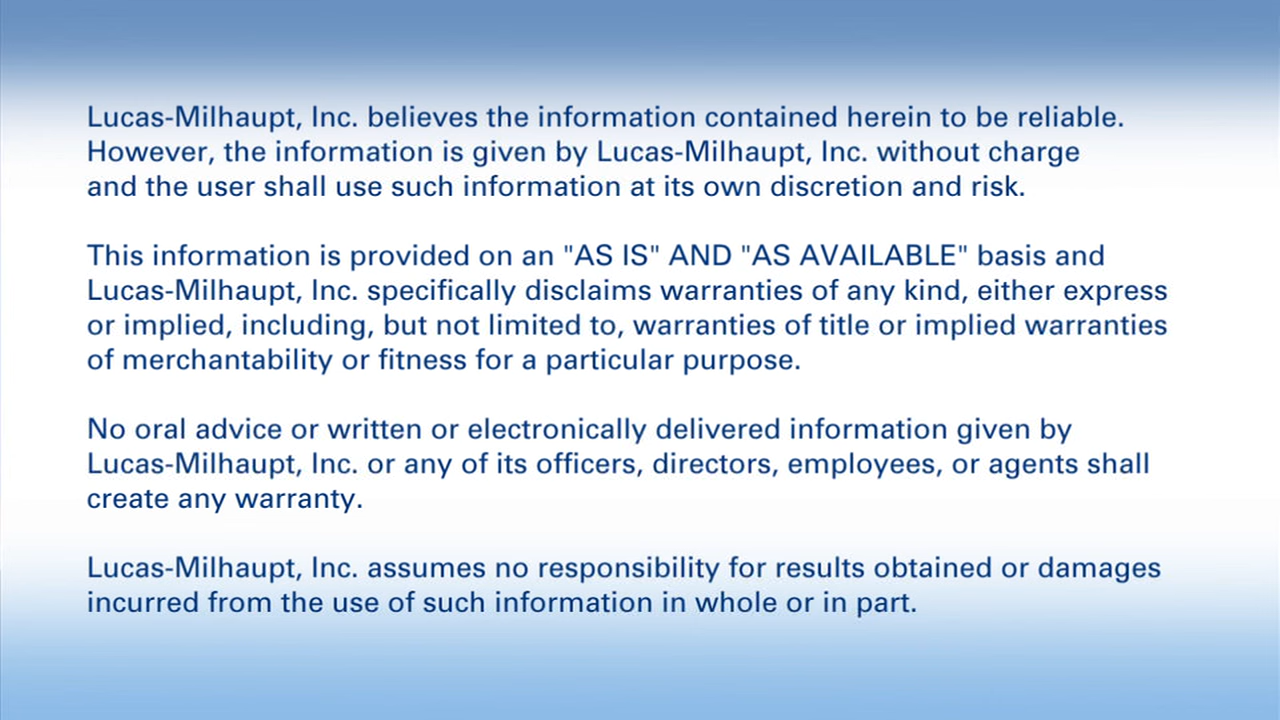 Lucas-Milhaupt, Inc. believes the information contained herein to be reliable.
However, the information is given by Lucas-Milhaupt, Inc. without charge
and the user shall use such information at its own discretion and risk.
This information is provided on an "AS IS" AND "AS AVAILABLE" basis and
Lucas-Milhaupt, Inc. specifically disclaims warranties of any kind, either express
or implied, including, but not limited to, warranties of title or implied warranties
of merchantability or fitness for a particular purpose.
No oral advice or written or electronically delivered information given by
Lucas-Milhaupt, Inc. or any of its officers, directors, employees, or agents shall
create any warranty.
Lucas-Milhaupt, Inc. assumes no responsibility for results obtained or damages
incurred from the use of such information in whole or in part.